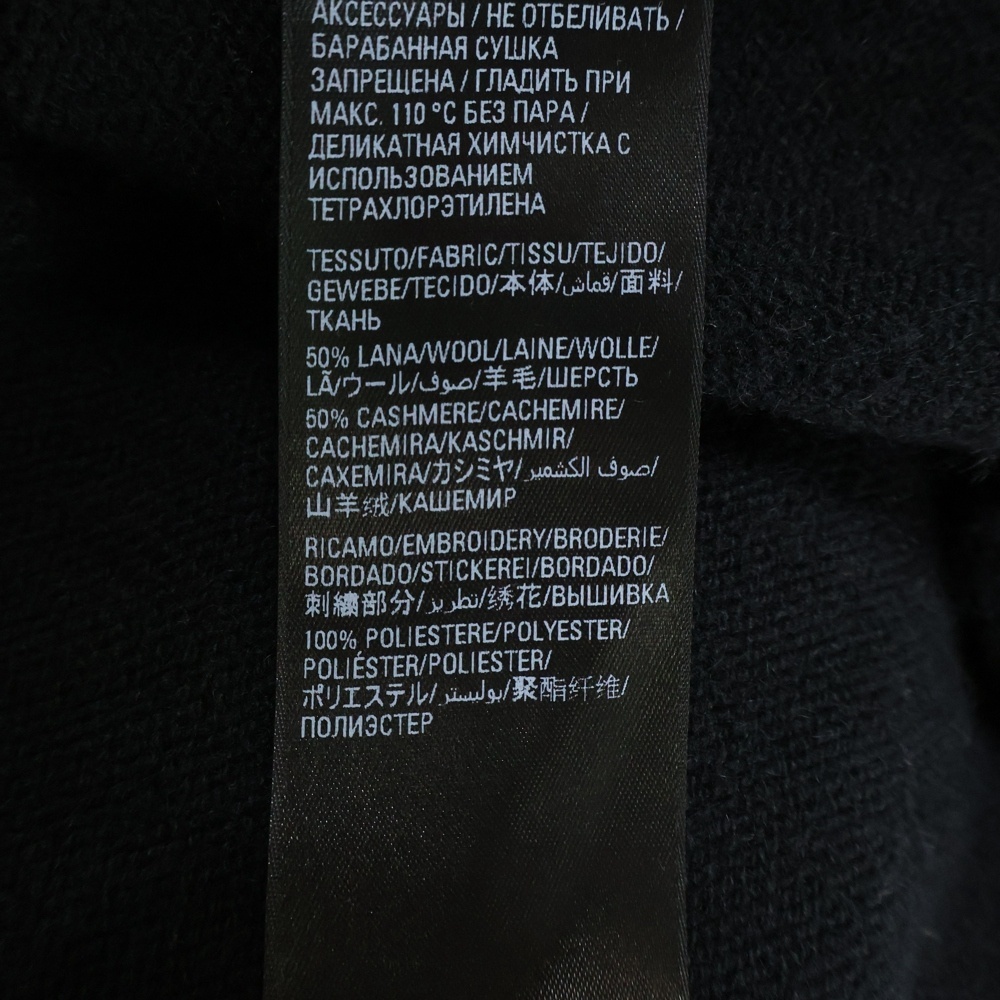 АКСЕССУАРЫ / НЕ ОТБЕЛИВАТЬ /
БАРАБАННАЯ СУШКА
ЗАПРЕЩЕНА / ГЛАДИТЬ ПРИ
МАКС. 110 °C БЕЗ ПАРА /
ДЕЛИКАТНАЯ ХИМЧИСТКА С
ИСПОЛЬЗОВАНИЕМ
ТЕТРАХЛОРЭТИЛЕНА
TESSUTO/FABRIC/TISSU/TEJIDO/
GEWEBE/TECIDO/本体/قماش/面料/
ТКАНЬ
50% LANA/WOOL/LAINE/WOLLE/
LÃ/ウール/صوف/羊毛/ШЕРСТЬ
50% CASHMERE/CACHEMIRE/
CACHEMIRA/KASCHMIR/
CAXEMIRA/カシミヤ/صوف الكشمير/
山羊绒/КАШЕМИР
RICAMO/EMBROIDERY/BRODERIE/
BORDADO/STICKEREI/BORDADO/
刺繍部分/تطريز/绣花/ВЫШИВКА
100% POLIESTERE/POLYESTER/
POLIÉSTER/POLIESTER/
ポリエステル/بوليستر/聚酯纤维/
ПОЛИЭСТЕР